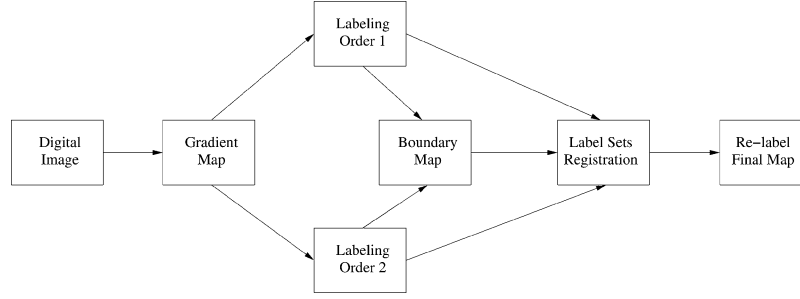 Labeling
Order 1
Digital
Image
Gradient
Map
Boundary
Map
Label Sets
Registration
Re−label
Final Map
Labeling
Order 2